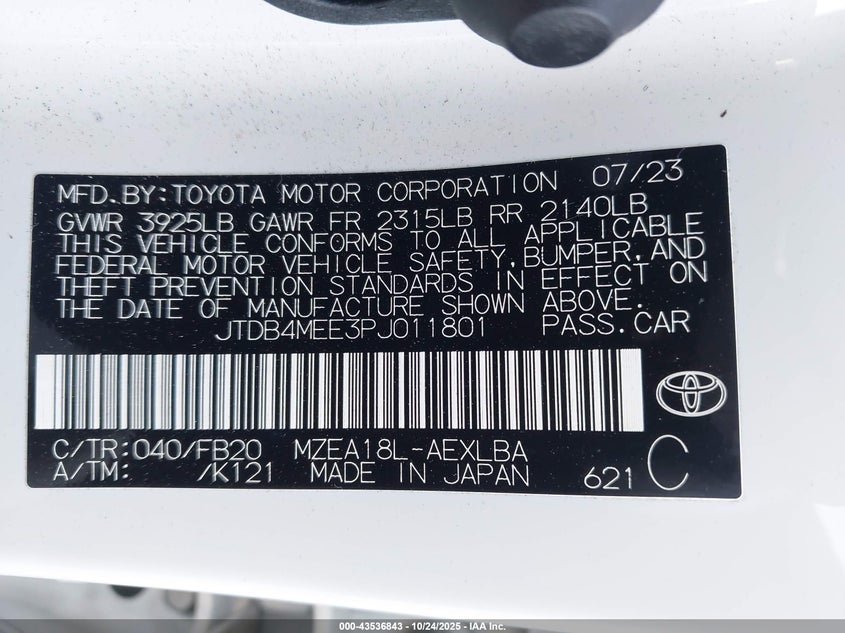 MFD.BY:TOYOTA MOTOR CORPORATION 07/23
GVWR 3925LB GAWR FR 2315LB RR 2140LB
THIS VEHICLE CONFORMS TO ALL APPLICABLE
FEDERAL MOTOR VEHICLE SAFETY,BUMPER,AND
THEFT PREVENTION STANDARDS IN EFFECT ON
THE DATE OF MANUFACTURE SHOWN ABOVE.
JTDB4MEE3PJ011801 PASS.CAR
C/TR:040/FB20 MZEA18L-AEXLBA
A/TM: /K121 MADE IN JAPAN 621 C
000-43536843 - 10/24/2025 - IAA Inc.